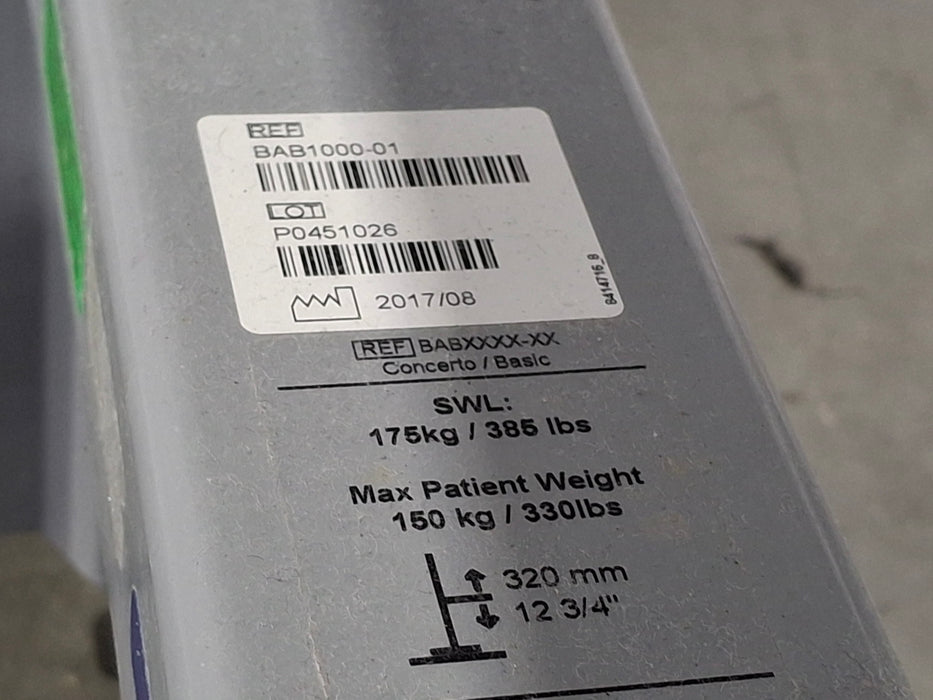 REF
BAB1000-01
LOT
P0451026
2017/08
8414716_B
REF BABXXXX-XX
Concerto / Basic
SWL:
175kg / 385 lbs
Max Patient Weight
150 kg / 330lbs
320 mm
12 3/4"